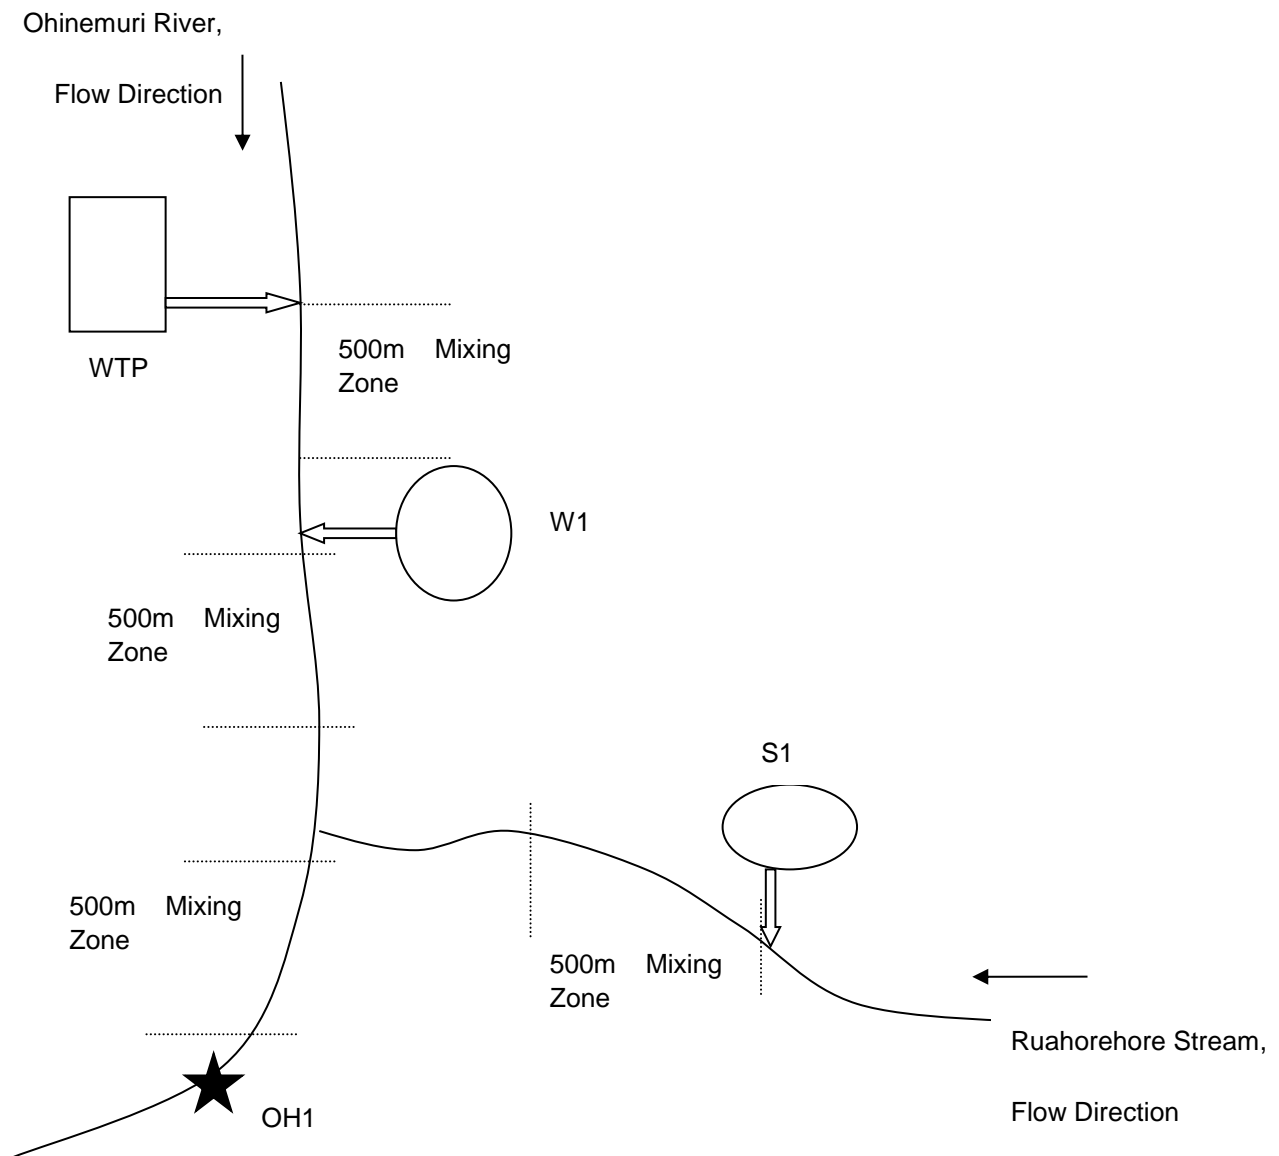 Ohinemuri River,
Flow Direction
WTP
500m Mixing
Zone
W1
500m Mixing
Zone
S1
500m Mixing
Zone
500m Mixing
Zone
Ruahorehore Stream,
Flow Direction
OH1